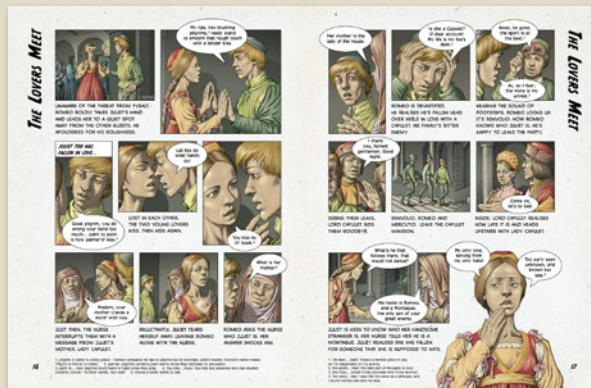 THE LOVERS MEET
My lips, two blushing
pilgrims, ready stand
to smooth that rough touch
with a tender kiss.
UNAWARE OF THE THREAT FROM TYBALT,
ROMEO BOLDLY TAKES JULIET'S HAND
AND LEADS HER TO A QUIET SPOT
AWAY FROM THE OTHER GUESTS. HE
APOLOGISES FOR HIS ROUGHNESS.
JULIET TOO HAS
FALLEN IN LOVE...
Good pilgrim, you do
wrong your hand too
much... palm to palm
is holy palmers' kiss.
Let lips do
what hands
do!
LOST IN EACH OTHER,
THE TWO YOUNG LOVERS
KISS, THEN KISS AGAIN.
You kiss by
th' book.
Madam, your
mother craves a
word with you.
JUST THEN, THE NURSE
INTERRUPTS THEM WITH A
MESSAGE FROM JULIET'S
MOTHER, LADY CAPULET.
RELUCTANTLY, JULIET TEARS
HERSELF AWAY, LEAVING ROMEO
ALONE WITH THE NURSE.
What is her
mother?
ROMEO ASKS THE NURSE
WHO JULIET IS. HER
ANSWER SHOCKS HIM.
16
Her mother is the
lady of the house.
Is she a Capulet?
O dear account!
My life is my foe's
debt.
ROMEO IS DEVASTATED.
HE REALISES HE'S FALLEN HEAD
OVER HEELS IN LOVE WITH A
CAPULET, HIS FAMILY'S BITTER
ENEMY.
Away, be gone,
the sport is at
the best.
Ay, so I fear;
the more is my
unrest.
HEARING THE SOUND OF
FOOTSTEPS, ROMEO LOOKS UP.
IT'S BENVOLIO. NOW ROMEO
KNOWS WHO JULIET IS, HE'S
HAPPY TO LEAVE THE PARTY.
THE LOVERS MEET
I thank
you, honest
gentlemen. Good
night.
SEEING THEM LEAVE,
LORD CAPULET BIDS
THEM GOODBYE.
BENVOLIO, ROMEO AND
MERCUTIO LEAVE THE CAPULET
MANSION.
Come on,
let's to bed.
INSIDE, LORD CAPULET REALISES
HOW LATE IT IS AND HEADS
UPSTAIRS WITH LADY CAPULET.
What's he that
follows there, that
would not dance?
His name is Romeo,
and a Montague,
the only son of your
great enemy.
JULIET IS KEEN TO KNOW WHO HER HANDSOME
STRANGER IS. HER NURSE TELLS HER HE IS A
MONTAGUE. JULIET REALISES SHE HAS FALLEN
FOR SOMEONE THAT SHE IS SUPPOSED TO HATE.
My only love,
sprung from
my only hate!
Too early seen
unknown, and
known too
late.
17